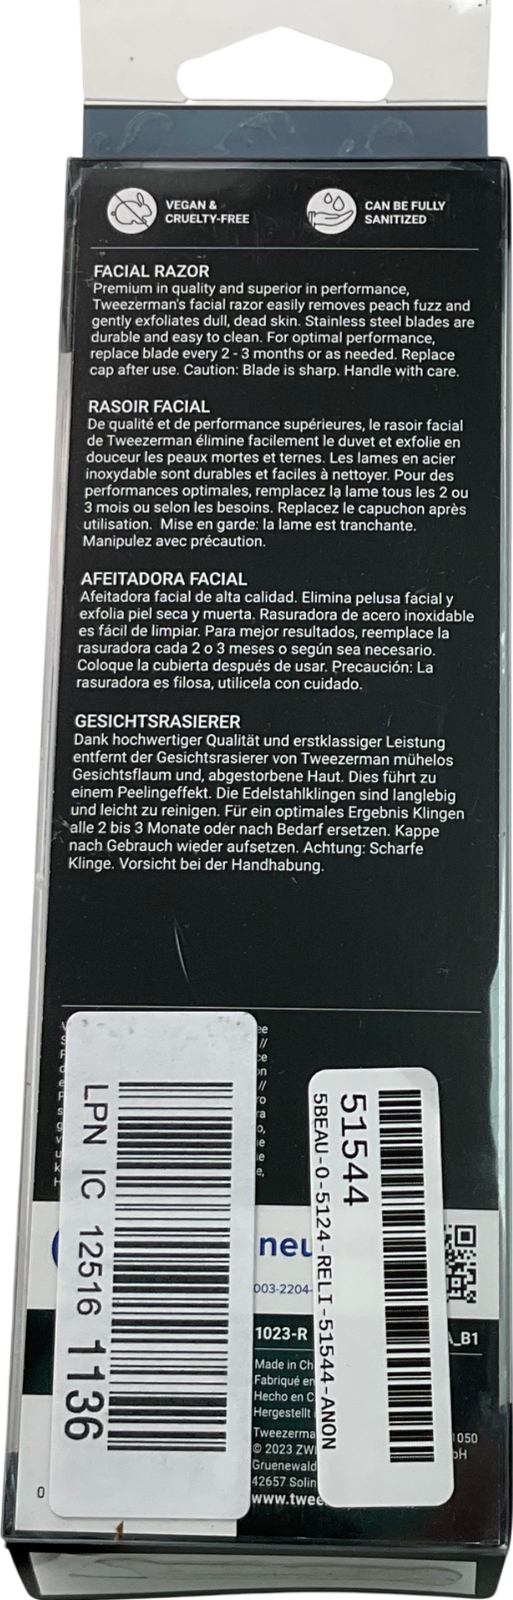 VEGAN &
CRUELTY-FREE
CAN BE FULLY
SANITIZED
FACIAL RAZOR
Premium in quality and superior in performance,
Tweezerman's facial razor easily removes peach fuzz and
gently exfoliates dull, dead skin. Stainless steel blades are
durable and easy to clean. For optimal performance,
replace blade every 2 - 3 months or as needed. Replace
cap after use. Caution: Blade is sharp. Handle with care.
RASOIR FACIAL
De qualité et de performance supérieures, le rasoir facial
de Tweezerman élimine facilement le duvet et exfolie en
douceur les peaux mortes et ternes. Les lames en acier
inoxydable sont durables et faciles à nettoyer. Pour des
performances optimales, remplacez la lame tous les 2 ou
3 mois ou selon les besoins. Replacez le capuchon après
utilisation. Mise en garde: la lame est tranchante.
Manipulez avec précaution.
AFEITADORA FACIAL
Afeitadora facial de alta calidad. Elimina pelusa facial y
exfolia piel seca y muerta. Rasuradora de acero inoxidable
es fácil de limpiar. Para mejor resultados, reemplace la
rasuradora cada 2 o 3 meses o según sea necesario.
Coloque la cubierta después de usar. Precaución: La
rasuradora es filosa, utilicela con cuidado.
GESICHTSRASIERER
Dank hochwertiger Qualität und erstklassiger Leistung
entfernt der Gesichtsrasierer von Tweezerman mühelos
Gesichtsflaum und, abgestorbene Haut. Dies führt zu
einem Peelingeffekt. Die Edelstahlklingen sind langlebig
und leicht zu reinigen. Für ein optimales Ergebnis Klingen
alle 2 bis 3 Monate oder nach Bedarf ersetzen. Kappe
nach Gebrauch wieder aufsetzen. Achtung: Scharfe
Klinge. Vorsicht bei der Handhabung.
LPN IC 12516 1136
51544
5BEAU-O-5124-RELI-51544-ANON
neu
003-2204-
1023-R
A_B1
Made in Ch
Fabriqué en
Hecho en C
Hergestellt
Tweezerma
1050
© 2023 ZWI
bH
Gruenewald
42657 Solin
www.twee
0